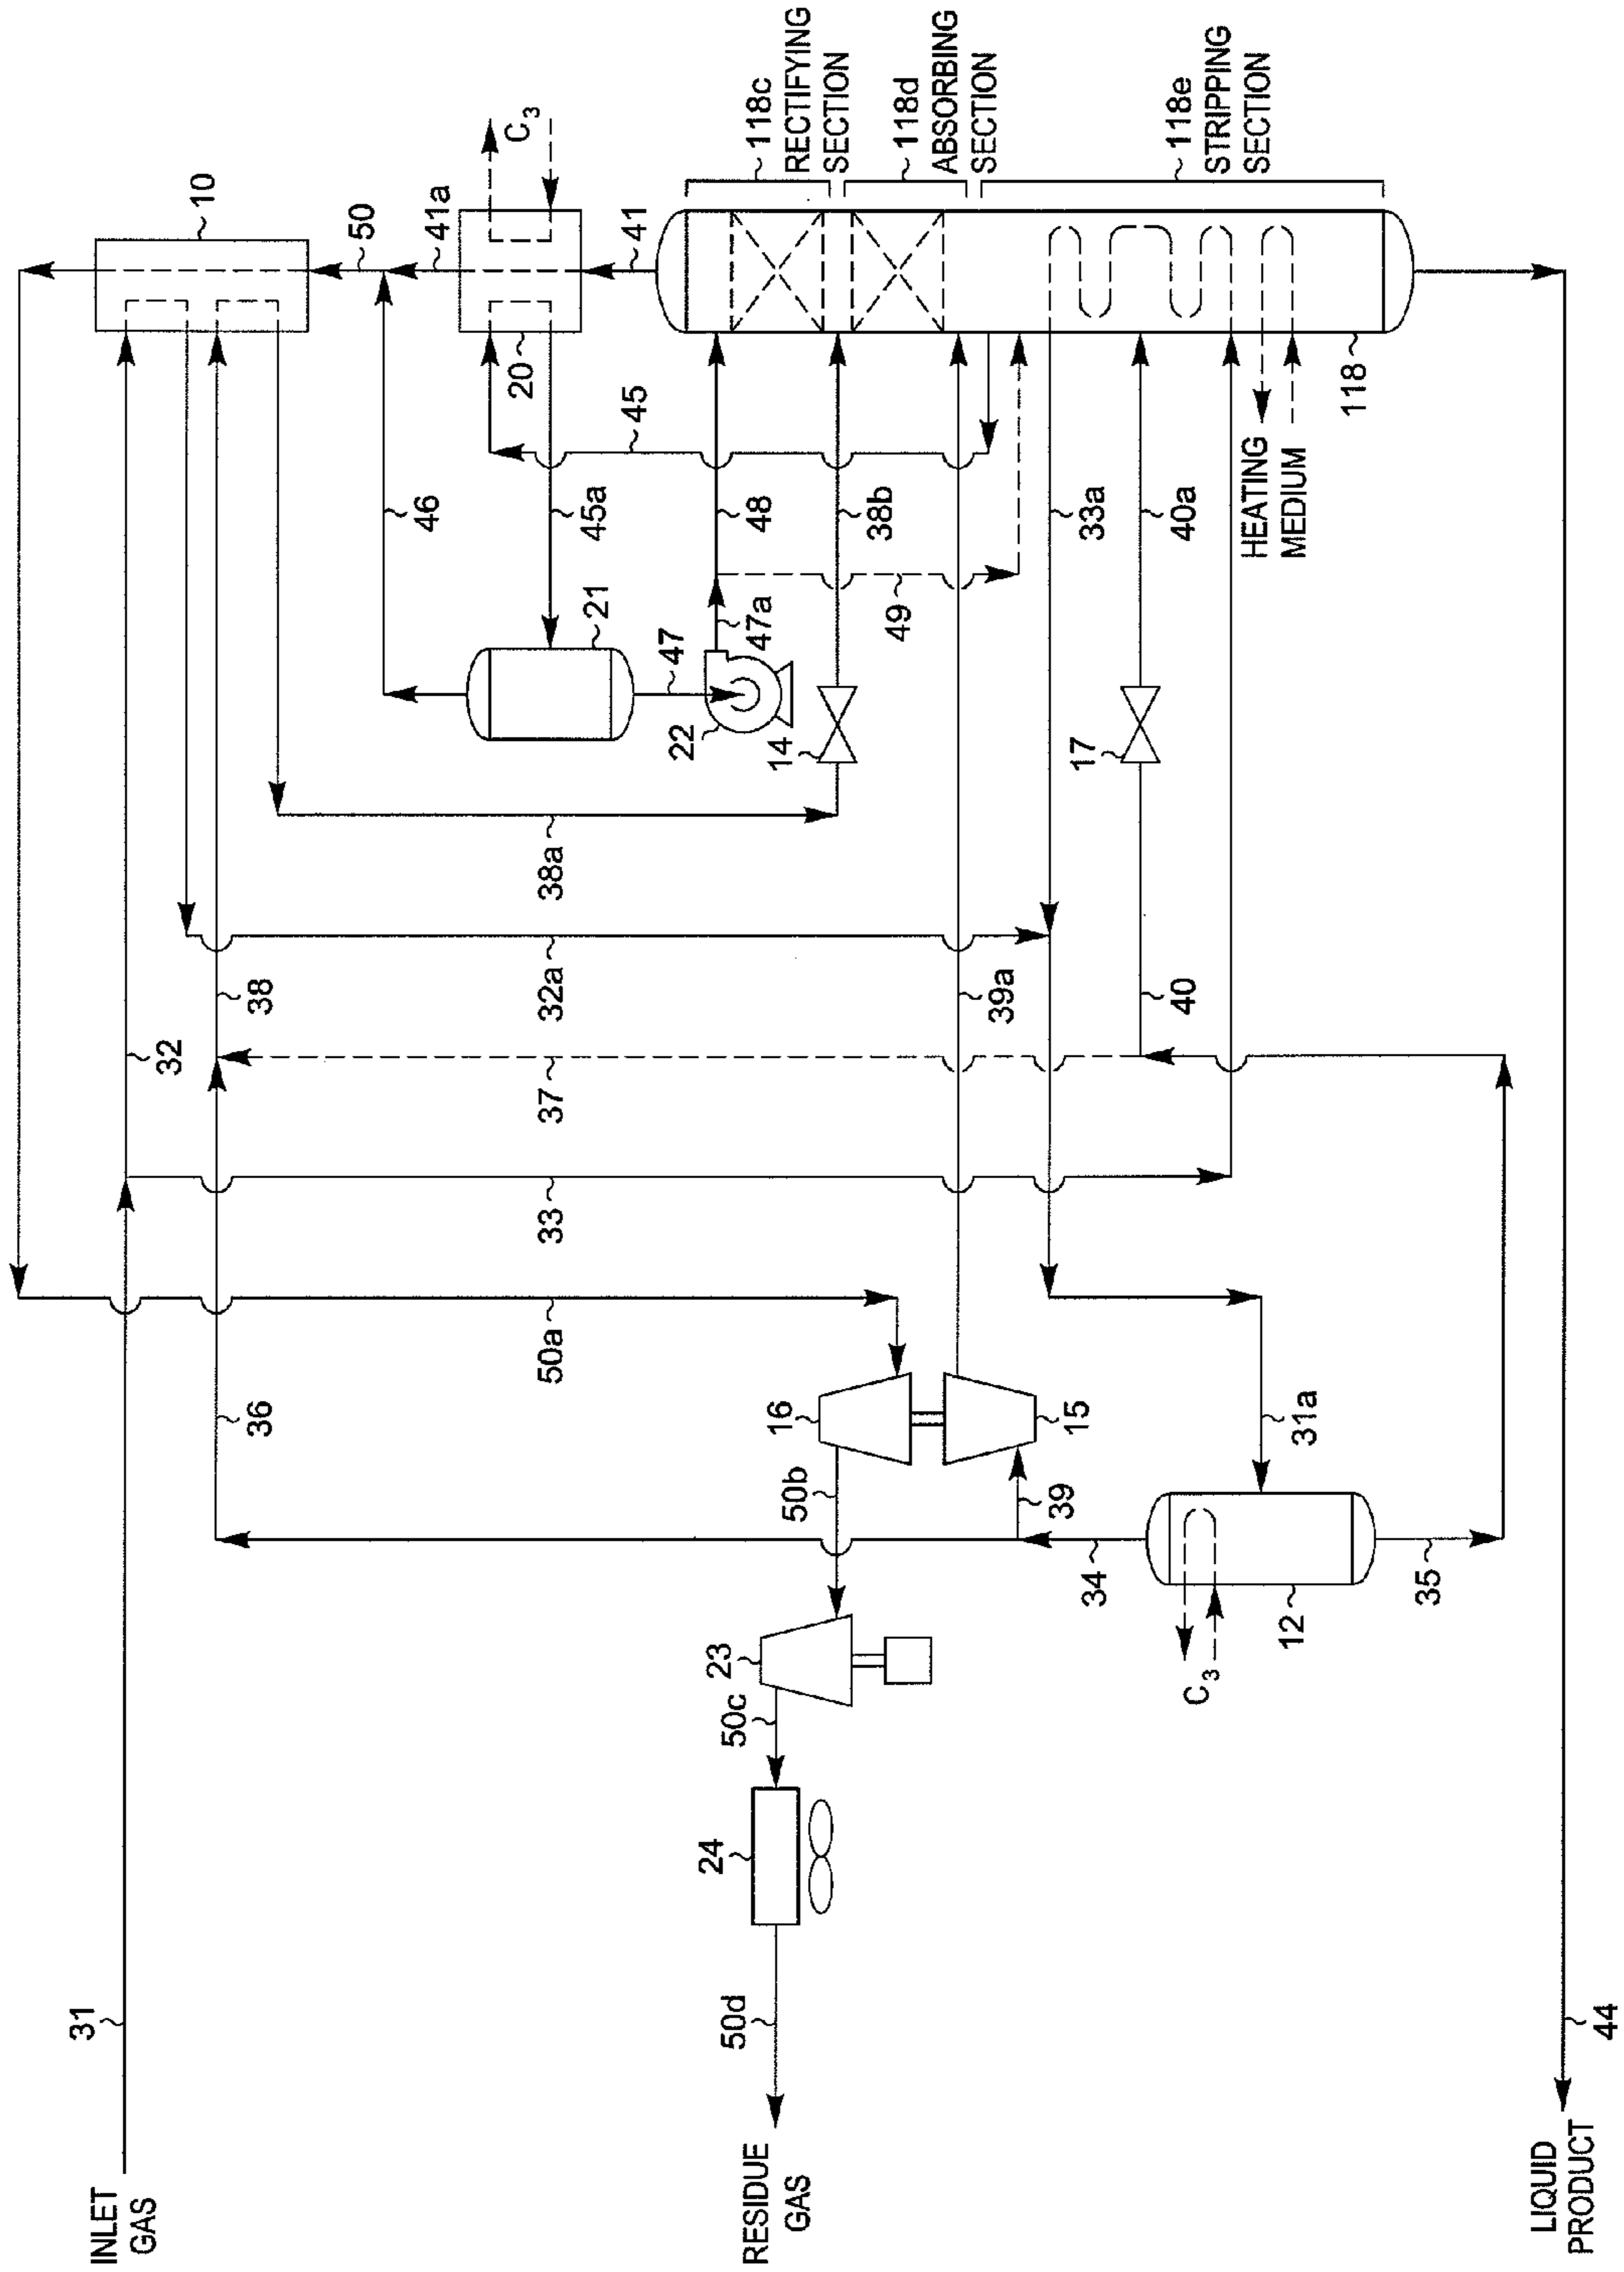 31
INLET
GAS
32
33
36
38
37
32a
38a
50a
10
50
41a
41
C3
20
45
45a
46
21
47
22
47a
48
49
14
38b
118c
RECTIFYING
SECTION
118d
ABSORBING
SECTION
118e
STRIPPING
SECTION
118
HEATING
MEDIUM
33a
40a
17
40
39a
16
15
50b
39
34
31a
12
35
C3
23
50c
24
50d
RESIDUE
GAS
44
LIQUID
PRODUCT